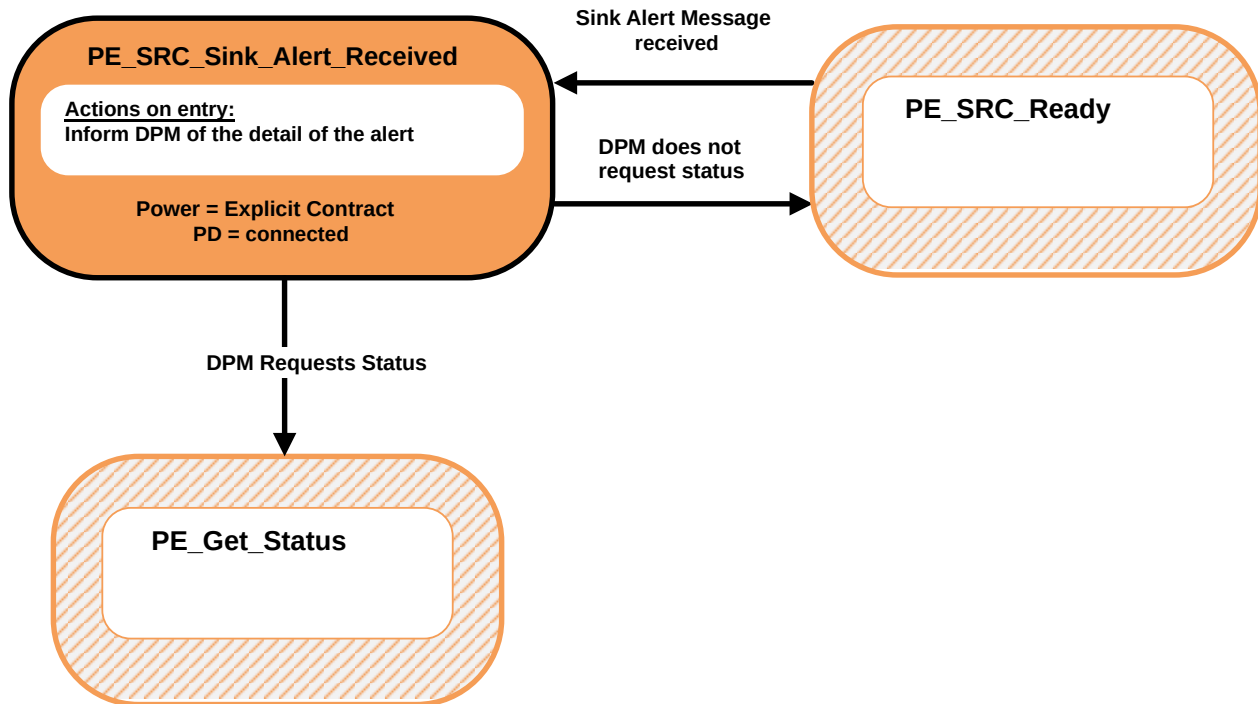 Sink Alert Message
received
PE_SRC_Sink_Alert_Received
Actions on entry:
Inform DPM of the detail of the alert
Power = Explicit Contract
PD = connected
PE_SRC_Ready
DPM does not
request status
DPM Requests Status
PE_Get_Status